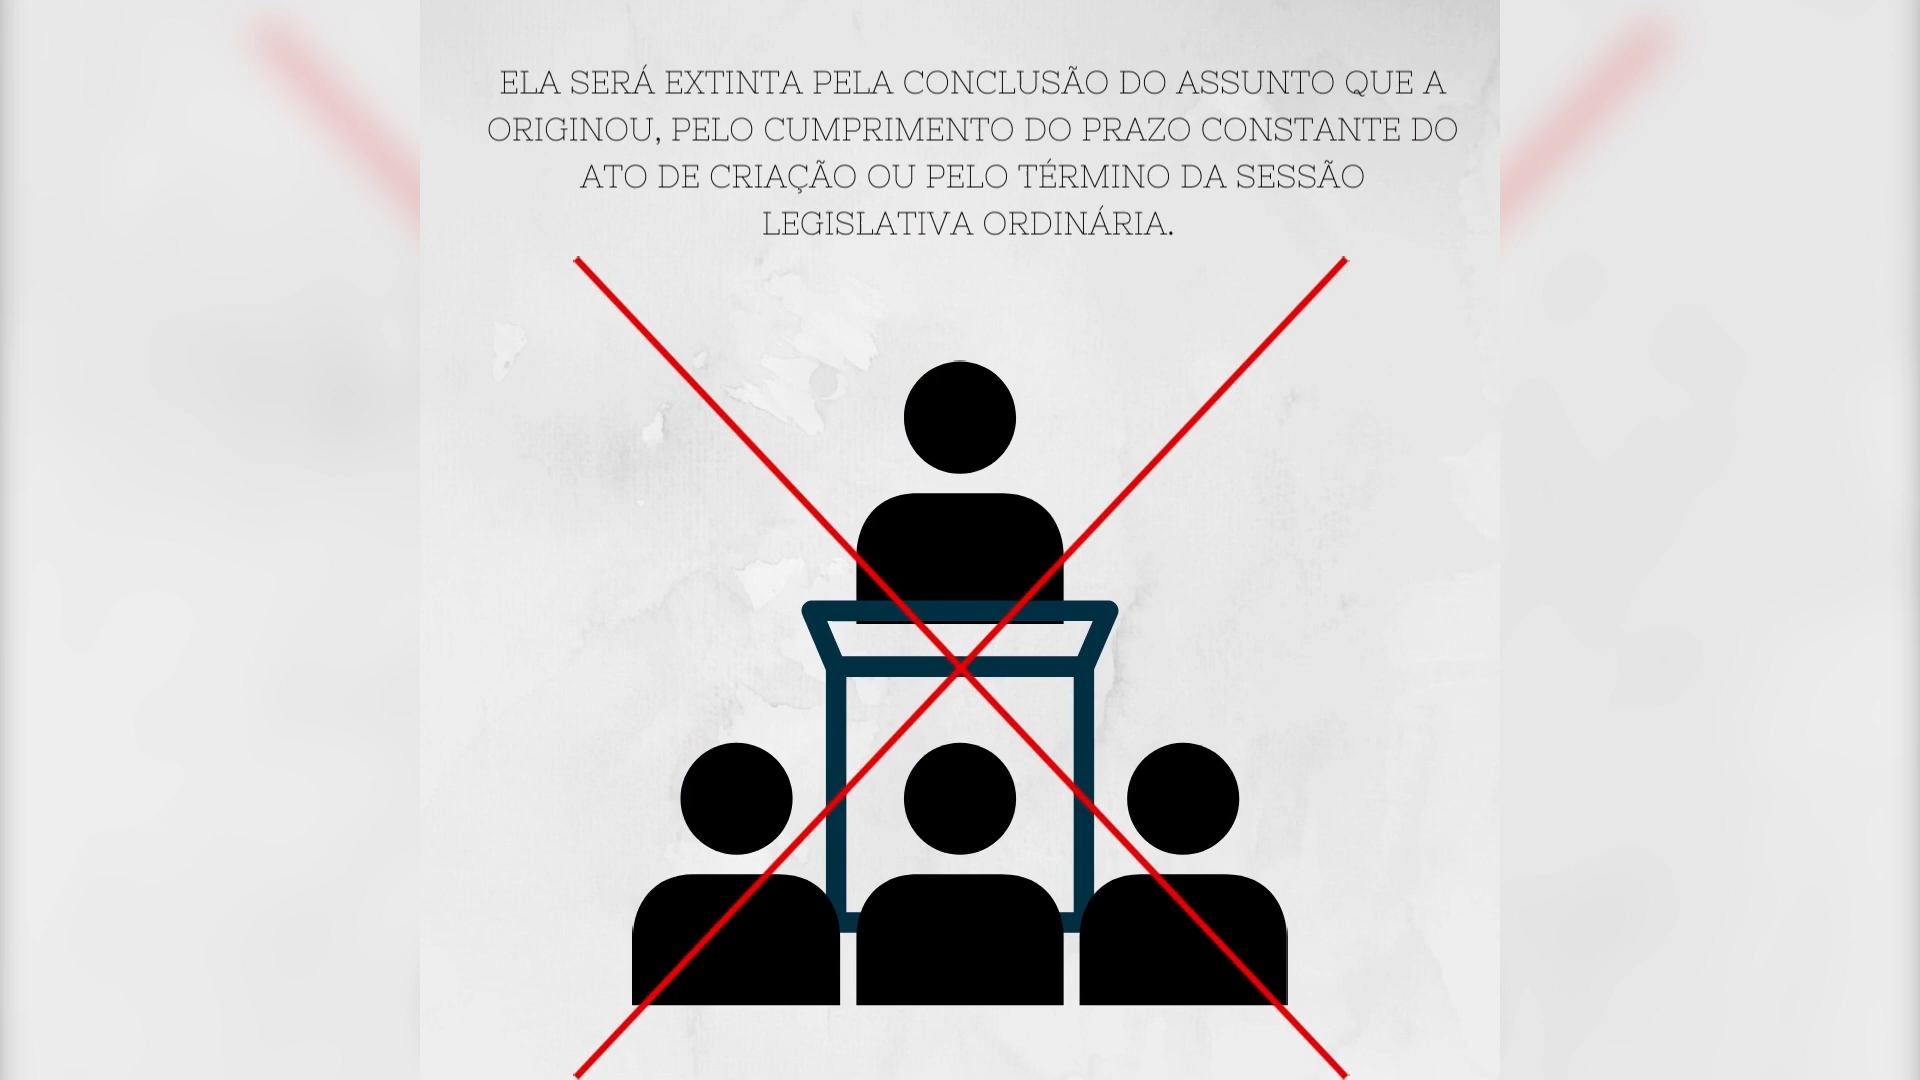 ELA SERÁ EXTINTA PELA CONCLUSÃO DO ASSUNTO QUE A
ORIGINOU, PELO CUMPRIMENTO DO PRAZO CONSTANTE DO
ATO DE CRIAÇÃO OU PELO TÉRMINO DA SESSÃO
LEGISLATIVA ORDINÁRIA.